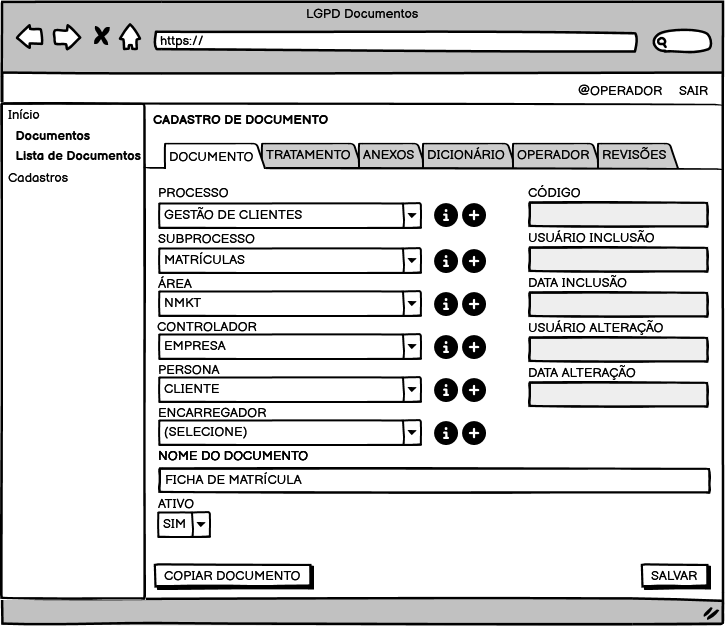 LGPD Documentos
https://
@OPERADOR SAIR
Início
Documentos
Lista de Documentos
Cadastros
CADASTRO DE DOCUMENTO
DOCUMENTO TRATAMENTO ANEXOS DICIONÁRIO OPERADOR REVISÕES
PROCESSO
GESTÃO DE CLIENTES
SUBPROCESSO
MATRÍCULAS
ÁREA
NMKT
CONTROLADOR
EMPRESA
PERSONA
CLIENTE
ENCARREGADOR
(SELECIONE)
CÓDIGO
USUÁRIO INCLUSÃO
DATA INCLUSÃO
USUÁRIO ALTERAÇÃO
DATA ALTERAÇÃO
NOME DO DOCUMENTO
FICHA DE MATRÍCULA
ATIVO
SIM
COPIAR DOCUMENTO
SALVAR